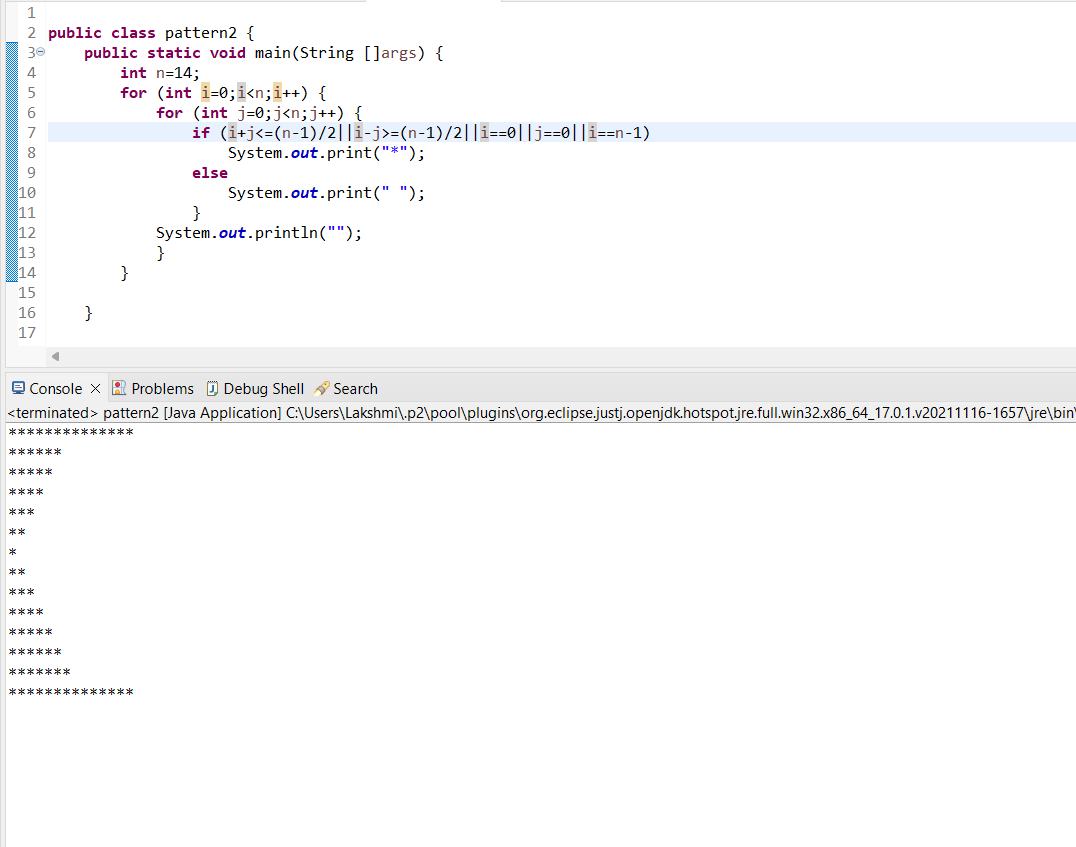 1
2 public class pattern2 {
3 public static void main(String []args) {
4 int n=14;
5 for (int i=0;i<n;i++) {
6 for (int j=0;j<n;j++) {
7 if (i+j<=(n-1)/2||i-j>=(n-1)/2||i==0||j==0||i==n-1)
8 System.out.print("*");
9 else
10 System.out.print(" ");
11 }
12 System.out.println("");
13 }
14 }
15
16 }
17
Console Problems Debug Shell Search
<terminated> pattern2 [Java Application] C:\Users\Lakshmi\.p2\pool\plugins\org.eclipse.justj.openjdk.hotspot.jre.full.win32.x86_64_17.0.1.v20211116-1657\jre\bin\
**************
******
*****
****
***
**
*
**
***
****
*****
******
*******
**************